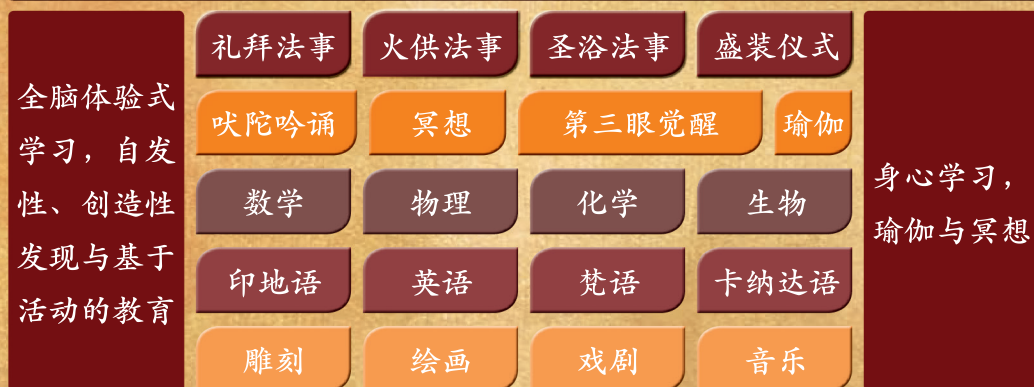 全脑体验式
学习，自发
性、创造性
发现与基于
活动的教育
礼拜法事 火供法事 圣浴法事 盛装仪式
吠陀吟诵 冥想 第三眼觉醒 瑜伽
数学 物理 化学 生物
印地语 英语 梵语 卡纳达语
雕刻 绘画 戏剧 音乐
身心学习，
瑜伽与冥想